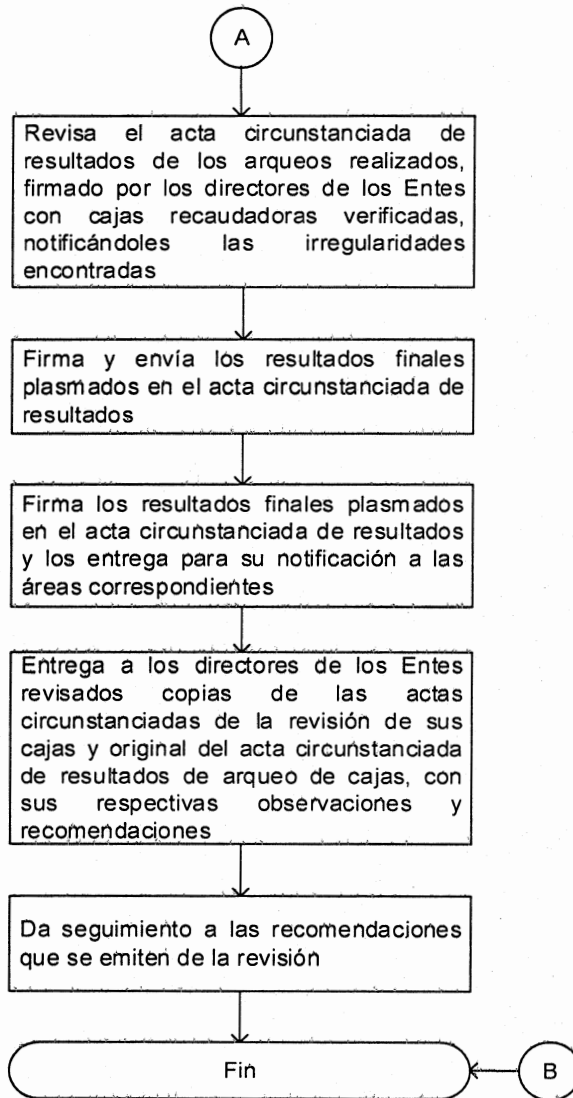 A
Revisa el acta circunstanciada de
resultados de los arqueos realizados,
firmado por los directores de los Entes
con cajas recaudadoras verificadas,
notificándoles las irregularidades
encontradas
Firma y envía los resultados finales
plasmados en el acta circunstanciada de
resultados
Firma los resultados finales plasmados
en el acta circunstanciada de resultados
y los entrega para su notificación a las
áreas correspondientes
Entrega a los directores de los Entes
revisados copias de las actas
circunstanciadas de la revisión de sus
cajas y original del acta circunstanciada
de resultados de arqueo de cajas, con
sus respectivas observaciones y
recomendaciones
Da seguimiento a las recomendaciones
que se emiten de la revisión
Fin
B